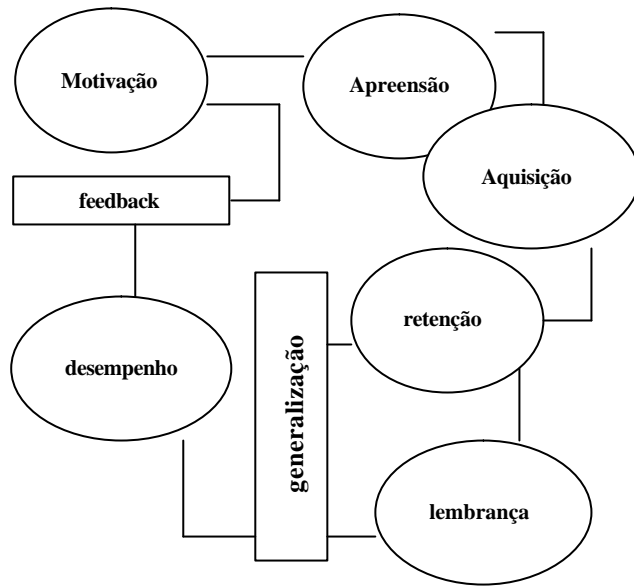 Motivação
Apreensão
Aquisição
feedback
retenção
generalização
desempenho
lembrança